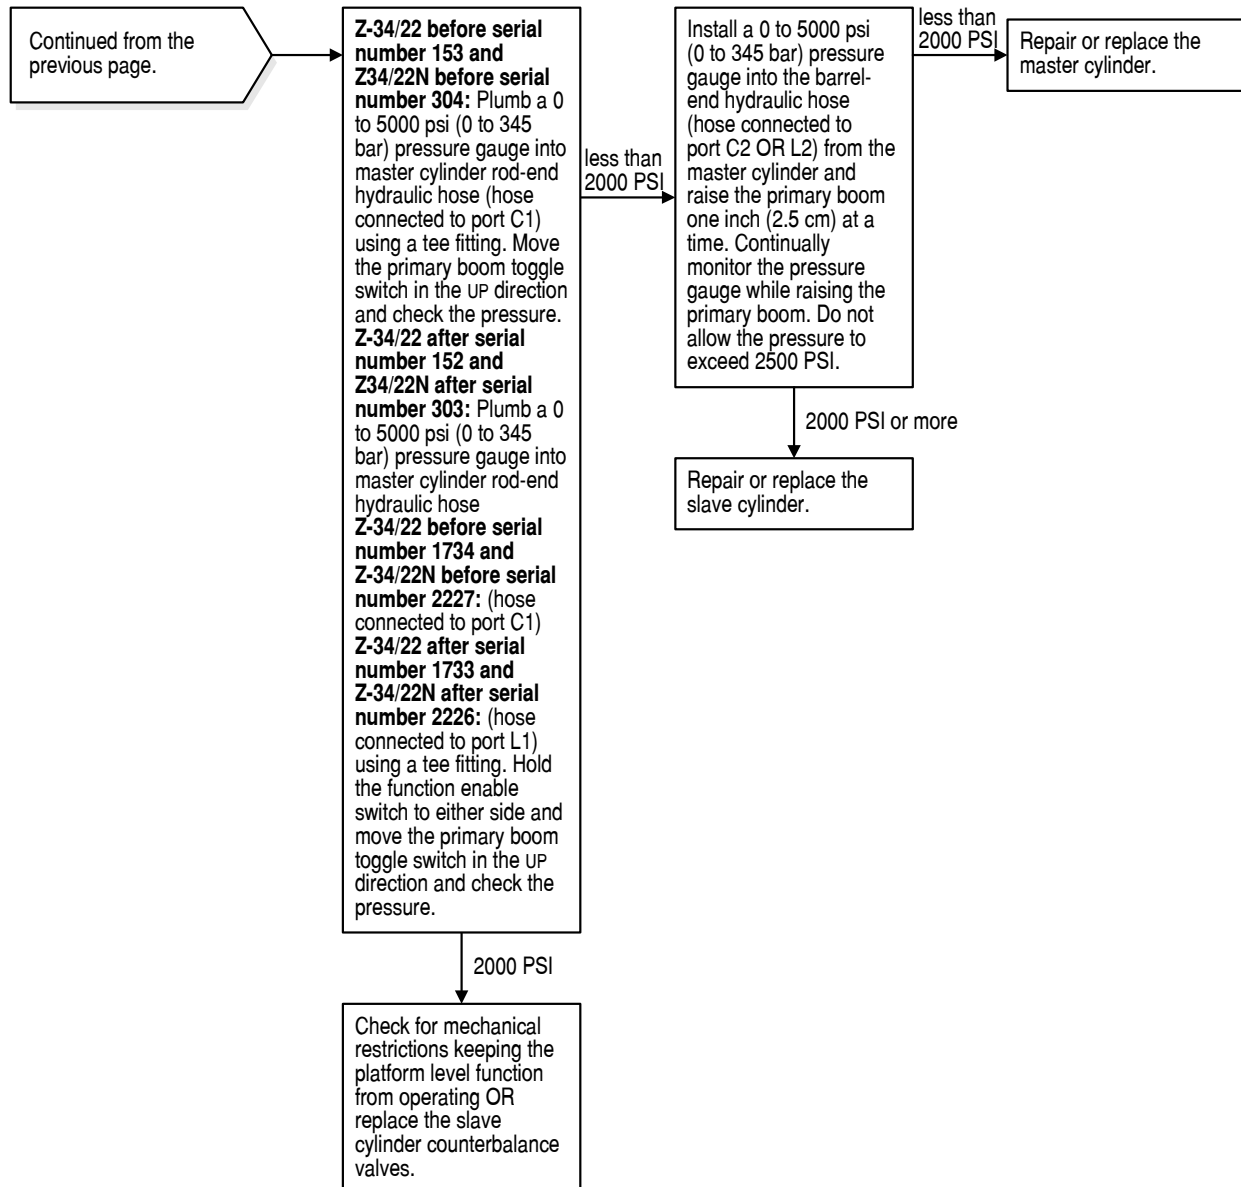 Continued from the
previous page.
Z-34/22 before serial
number 153 and
Z34/22N before serial
number 304: Plumb a 0
to 5000 psi (0 to 345
bar) pressure gauge into
master cylinder rod-end
hydraulic hose (hose
connected to port C1)
using a tee fitting. Move
the primary boom toggle
switch in the UP direction
and check the pressure.
Z-34/22 after serial
number 152 and
Z34/22N after serial
number 303: Plumb a 0
to 5000 psi (0 to 345
bar) pressure gauge into
master cylinder rod-end
hydraulic hose
Z-34/22 before serial
number 1734 and
Z-34/22N before serial
number 2227: (hose
connected to port C1)
Z-34/22 after serial
number 1733 and
Z-34/22N after serial
number 2226: (hose
connected to port L1)
using a tee fitting. Hold
the function enable
switch to either side and
move the primary boom
toggle switch in the UP
direction and check the
pressure.
less than
2000 PSI
Install a 0 to 5000 psi
(0 to 345 bar) pressure
gauge into the barrel-
end hydraulic hose
(hose connected to
port C2 OR L2) from the
master cylinder and
raise the primary boom
one inch (2.5 cm) at a
time. Continually
monitor the pressure
gauge while raising the
primary boom. Do not
allow the pressure to
exceed 2500 PSI.
less than
2000 PSI
Repair or replace the
master cylinder.
2000 PSI or more
Repair or replace the
slave cylinder.
2000 PSI
Check for mechanical
restrictions keeping the
platform level function
from operating OR
replace the slave
cylinder counterbalance
valves.